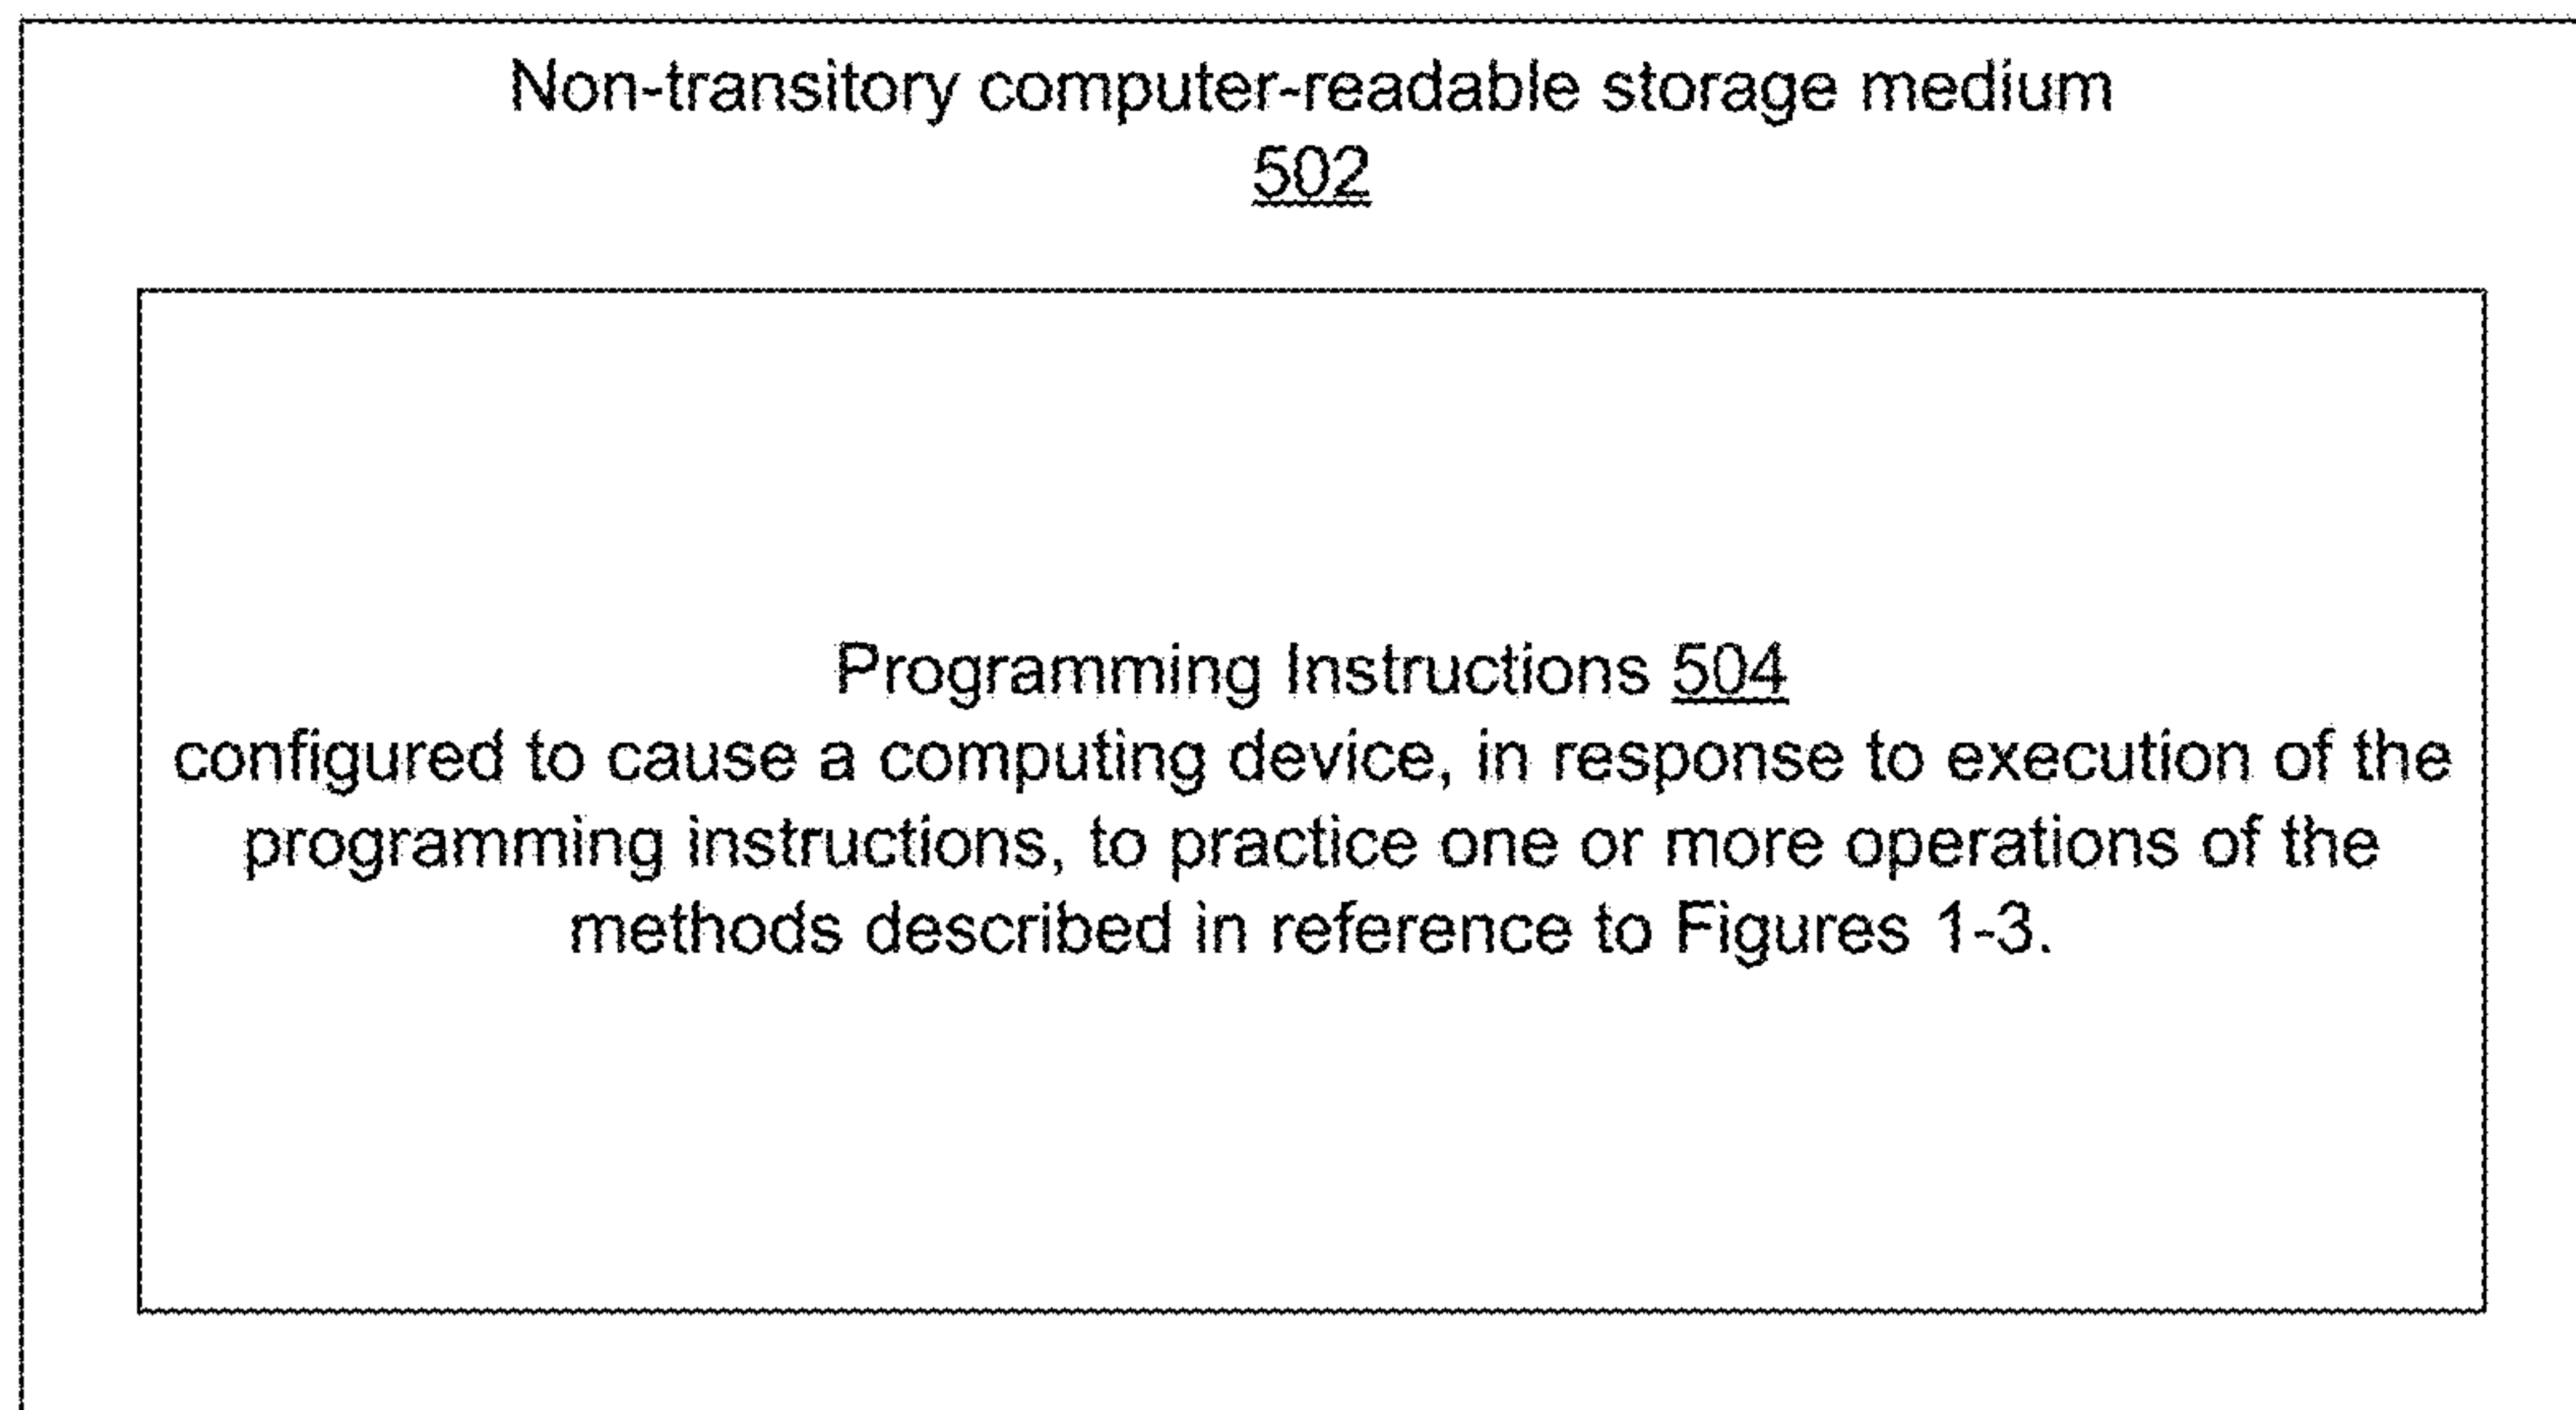 Non-transitory computer-readable storage medium
502
Programming Instructions 504
configured to cause a computing device, in response to execution of the
programming instructions, to practice one or more operations of the
methods described in reference to Figures 1-3.